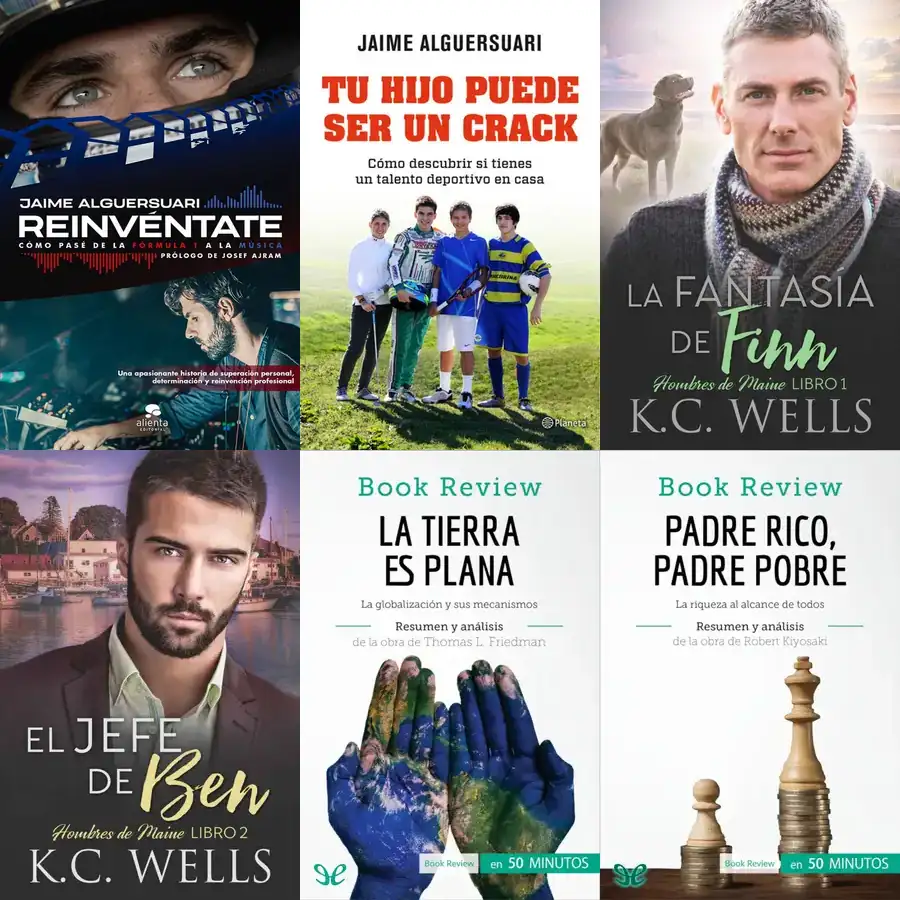 JAIME ALGUERSUARI
REINVÉNTATE
CÓMO PASÉ DE LA FÓRMULA 1 A LA MÚSICA
PRÓLOGO DE JOSEF AJRAM
Una apasionante historia de superación personal,
determinación y reinvención profesional
alienta
EDITORIAL
JAIME ALGUERSUARI
TU HIJO PUEDE
SER UN CRACK
Cómo descubrir si tienes
un talento deportivo en casa
Planeta
LA FANTASÍA
DE Finn
Hombres de Maine LIBRO 1
K.C. WELLS
EL JEFE
DE Ben
Hombres de Maine LIBRO 2
K.C. WELLS
Book Review
LA TIERRA
ES PLANA
La globalización y sus mecanismos
Resumen y análisis
de la obra de Thomas L. Friedman
Book Review en 50 MINUTOS
Book Review
PADRE RICO,
PADRE POBRE
La riqueza al alcance de todos
Resumen y análisis
de la obra de Robert Kiyosaki
Book Review en 50 MINUTOS